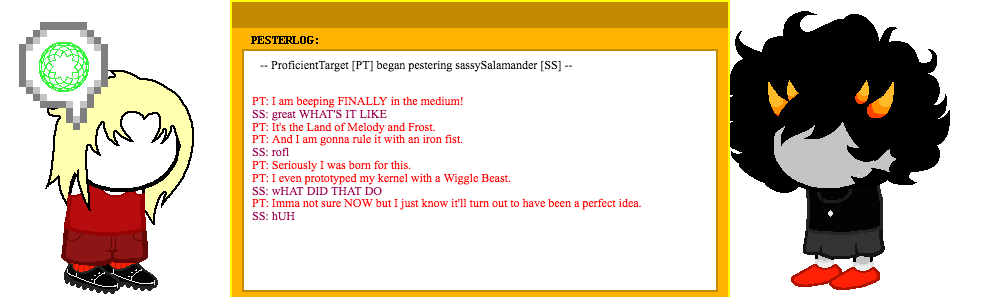 PESTERLOG:
-- ProficientTarget [PT] began pestering sassySalamander [SS] --
PT: I am beeping FINALLY in the medium!
SS: great WHAT'S IT LIKE
PT: It's the Land of Melody and Frost.
PT: And I am gonna rule it with an iron fist.
SS: rofl
PT: Seriously I was born for this.
PT: I even prototyped my kernel with a Wiggle Beast.
SS: wHAT DID THAT DO
PT: Imma not sure NOW but I just know it'll turn out to have been a perfect idea.
SS: hUH